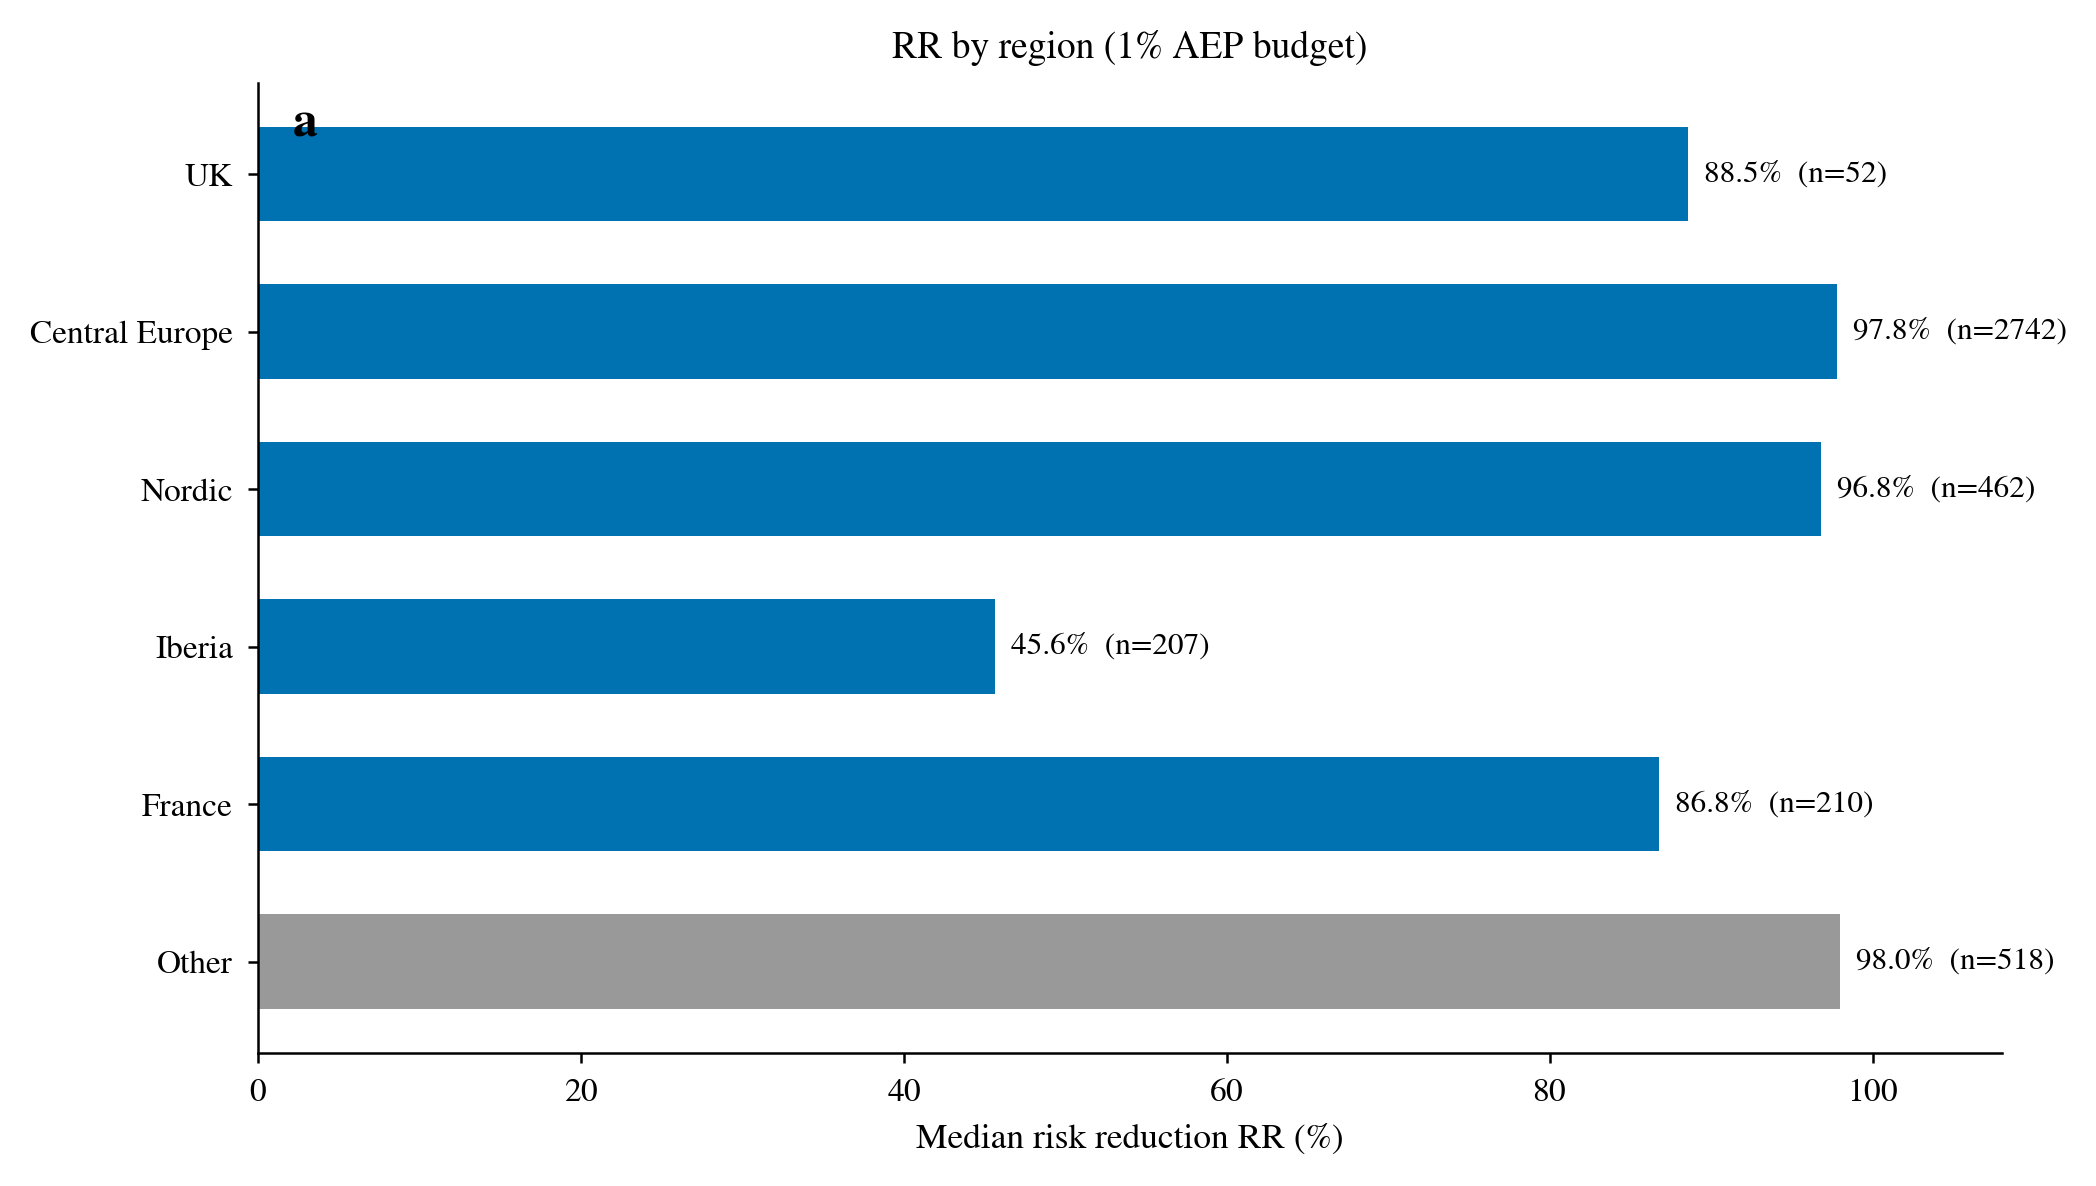 RR by region (1% AEP budget)
a
UK
88.5% (n=52)
Central Europe
97.8% (n=2742)
Nordic
96.8% (n=462)
Iberia
45.6% (n=207)
France
86.8% (n=210)
Other
98.0% (n=518)
0 20 40 60 80 100
Median risk reduction RR (%)